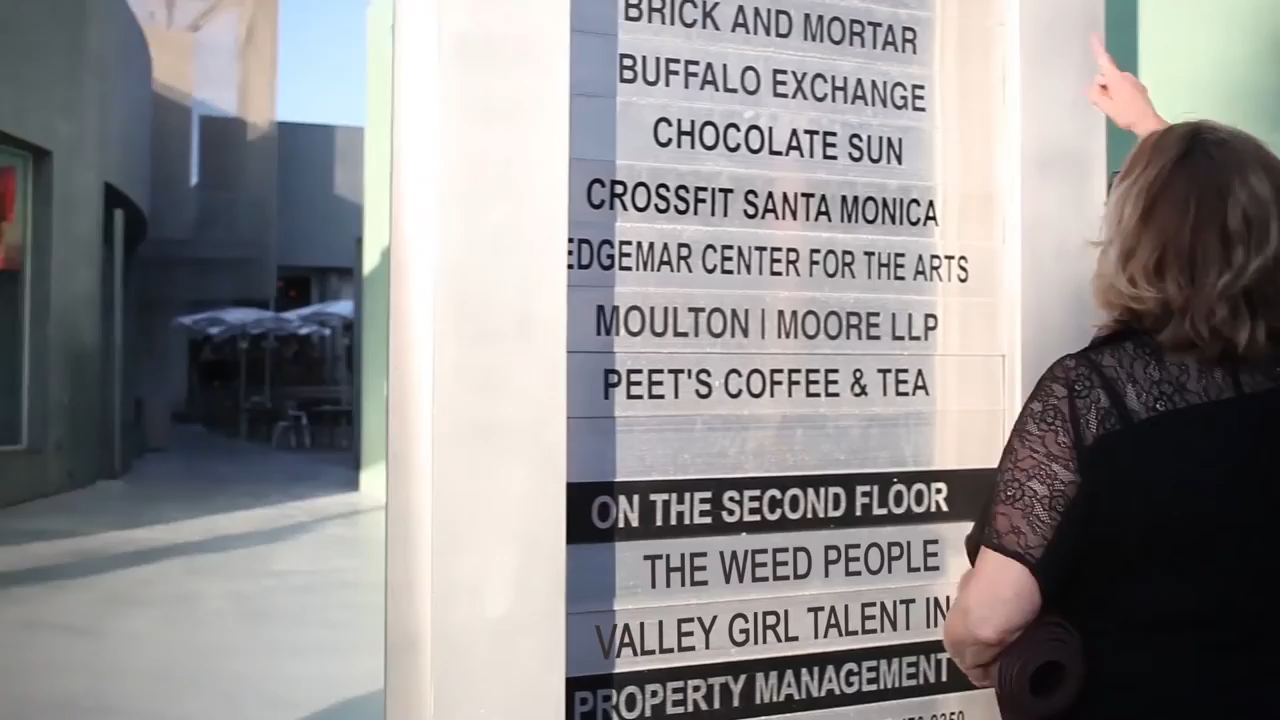 BRICK AND MORTAR
BUFFALO EXCHANGE
CHOCOLATE SUN
CROSSFIT SANTA MONICA
EDGEMAR CENTER FOR THE ARTS
MOULTON | MOORE LLP
PEET'S COFFEE & TEA
ON THE SECOND FLOOR
THE WEED PEOPLE
VALLEY GIRL TALENT IN
PROPERTY MANAGEMENT